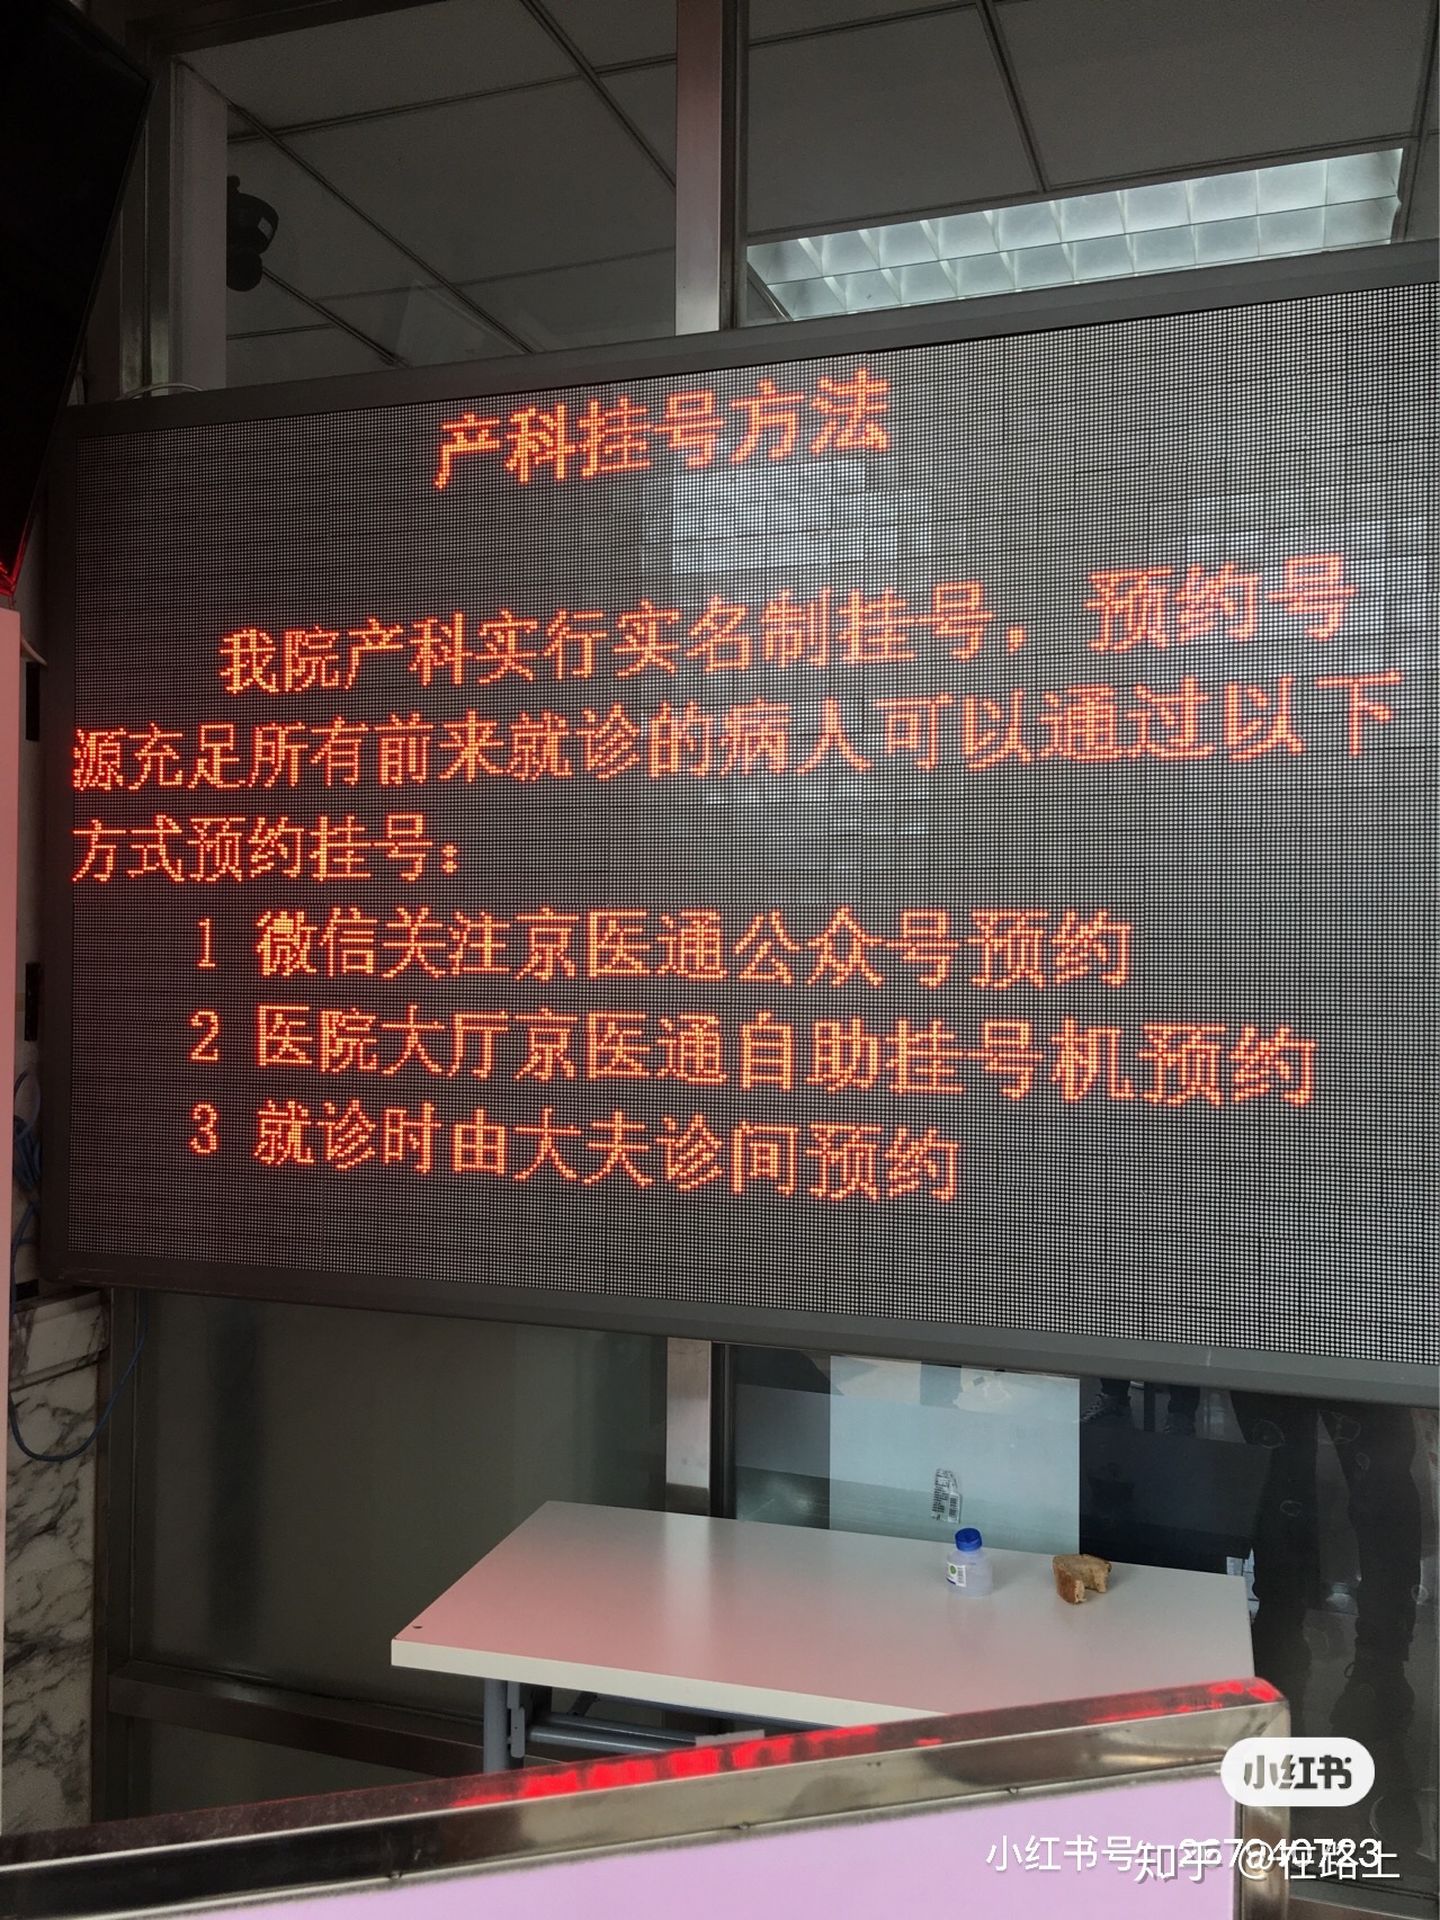 产科挂号方法
我院产科实行实名制挂号，预约号
源充足所有前来就诊的病人可以通过以下
方式预约挂号：
1 微信关注京医通公众号预约
2 医院大厅京医通自助挂号机预约
3 就诊时由大夫诊间预约
小红书
小红书号：
知乎 @在路上